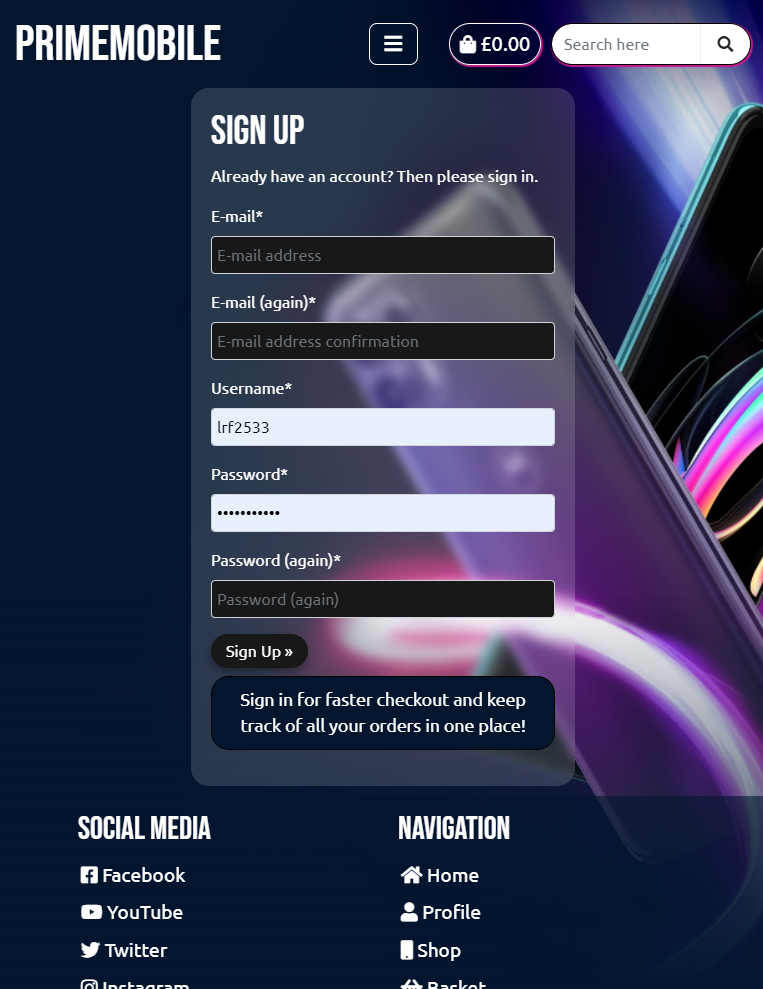 PRIMEMOBILE
£0.00
Search here
SIGN UP
Already have an account? Then please sign in.
E-mail*
E-mail address
E-mail (again)*
E-mail address confirmation
Username*
lrf2533
Password*
•••••••••••
Password (again)*
Password (again)
Sign Up »
Sign in for faster checkout and keep
track of all your orders in one place!
SOCIAL MEDIA
Facebook
YouTube
Twitter
Instagram
NAVIGATION
Home
Profile
Shop
Basket